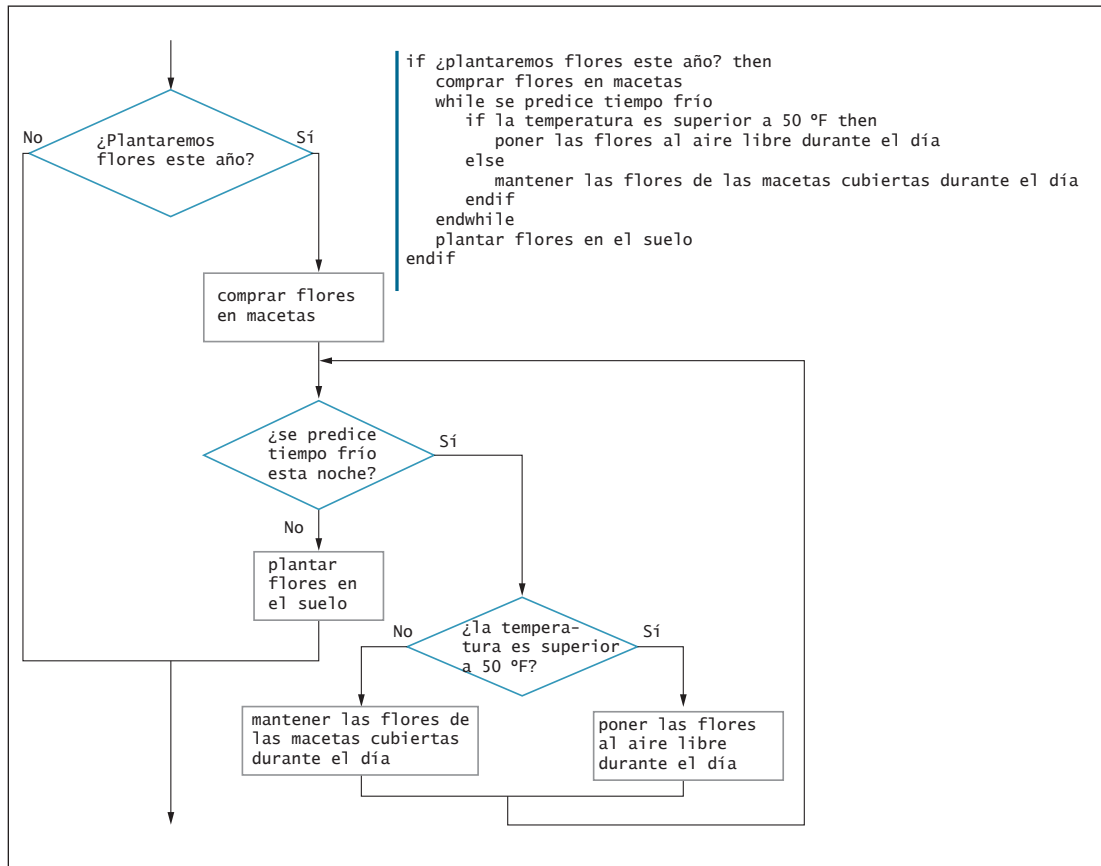 if ¿plantaremos flores este año? then
comprar flores en macetas
while se predice tiempo frío
if la temperatura es superior a 50 ºF then
poner las flores al aire libre durante el día
else
mantener las flores de las macetas cubiertas durante el día
endif
endwhile
plantar flores en el suelo
endif
No
¿Plantaremos
flores este año?
Sí
comprar flores
en macetas
¿se predice
tiempo frío
esta noche?
Sí
No
plantar
flores en
el suelo
No
¿la tempera-
tura es superior
a 50 ºF?
Sí
mantener las flores de
las macetas cubiertas
durante el día
poner las flores
al aire libre
durante el día